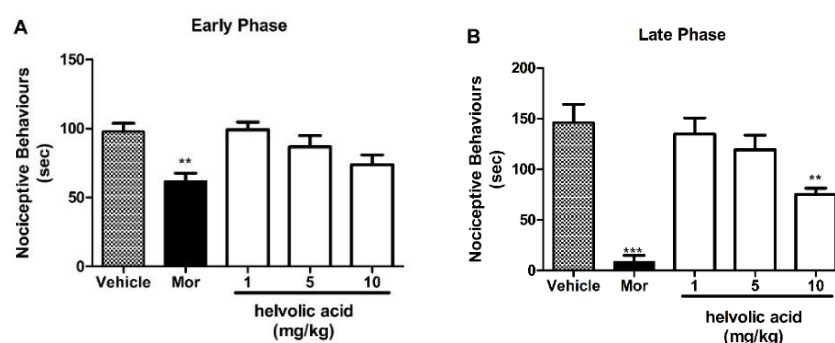 A
Early Phase
Nociceptive Behaviours
(sec)
150
100
50
0
**
Vehicle Mor 1 5 10
helvolic acid
(mg/kg)
B
Late Phase
Nociceptive Behaviours
(sec)
200
150
100
50
0
***
**
Vehicle Mor 1 5 10
helvolic acid
(mg/kg)